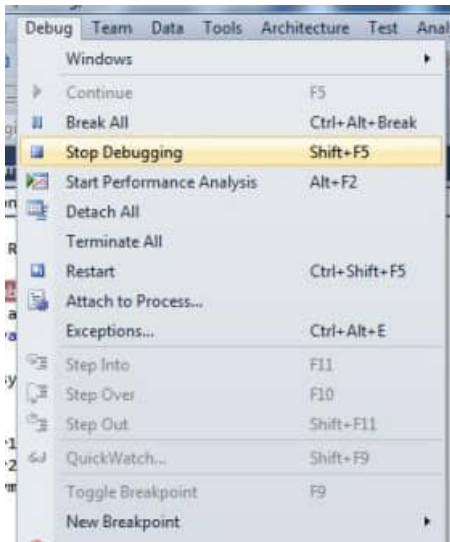 Debug Team Data Tools Architecture Test
Windows
Continue F5
Break All Ctrl+Alt+Break
Stop Debugging Shift+F5
Start Performance Analysis Alt+F2
Detach All
Terminate All
Restart Ctrl+Shift+F5
Attach to Process...
Exceptions... Ctrl+Alt+E
Step Into F11
Step Over F10
Step Out Shift+F11
QuickWatch... Shift+F9
Toggle Breakpoint F9
New Breakpoint